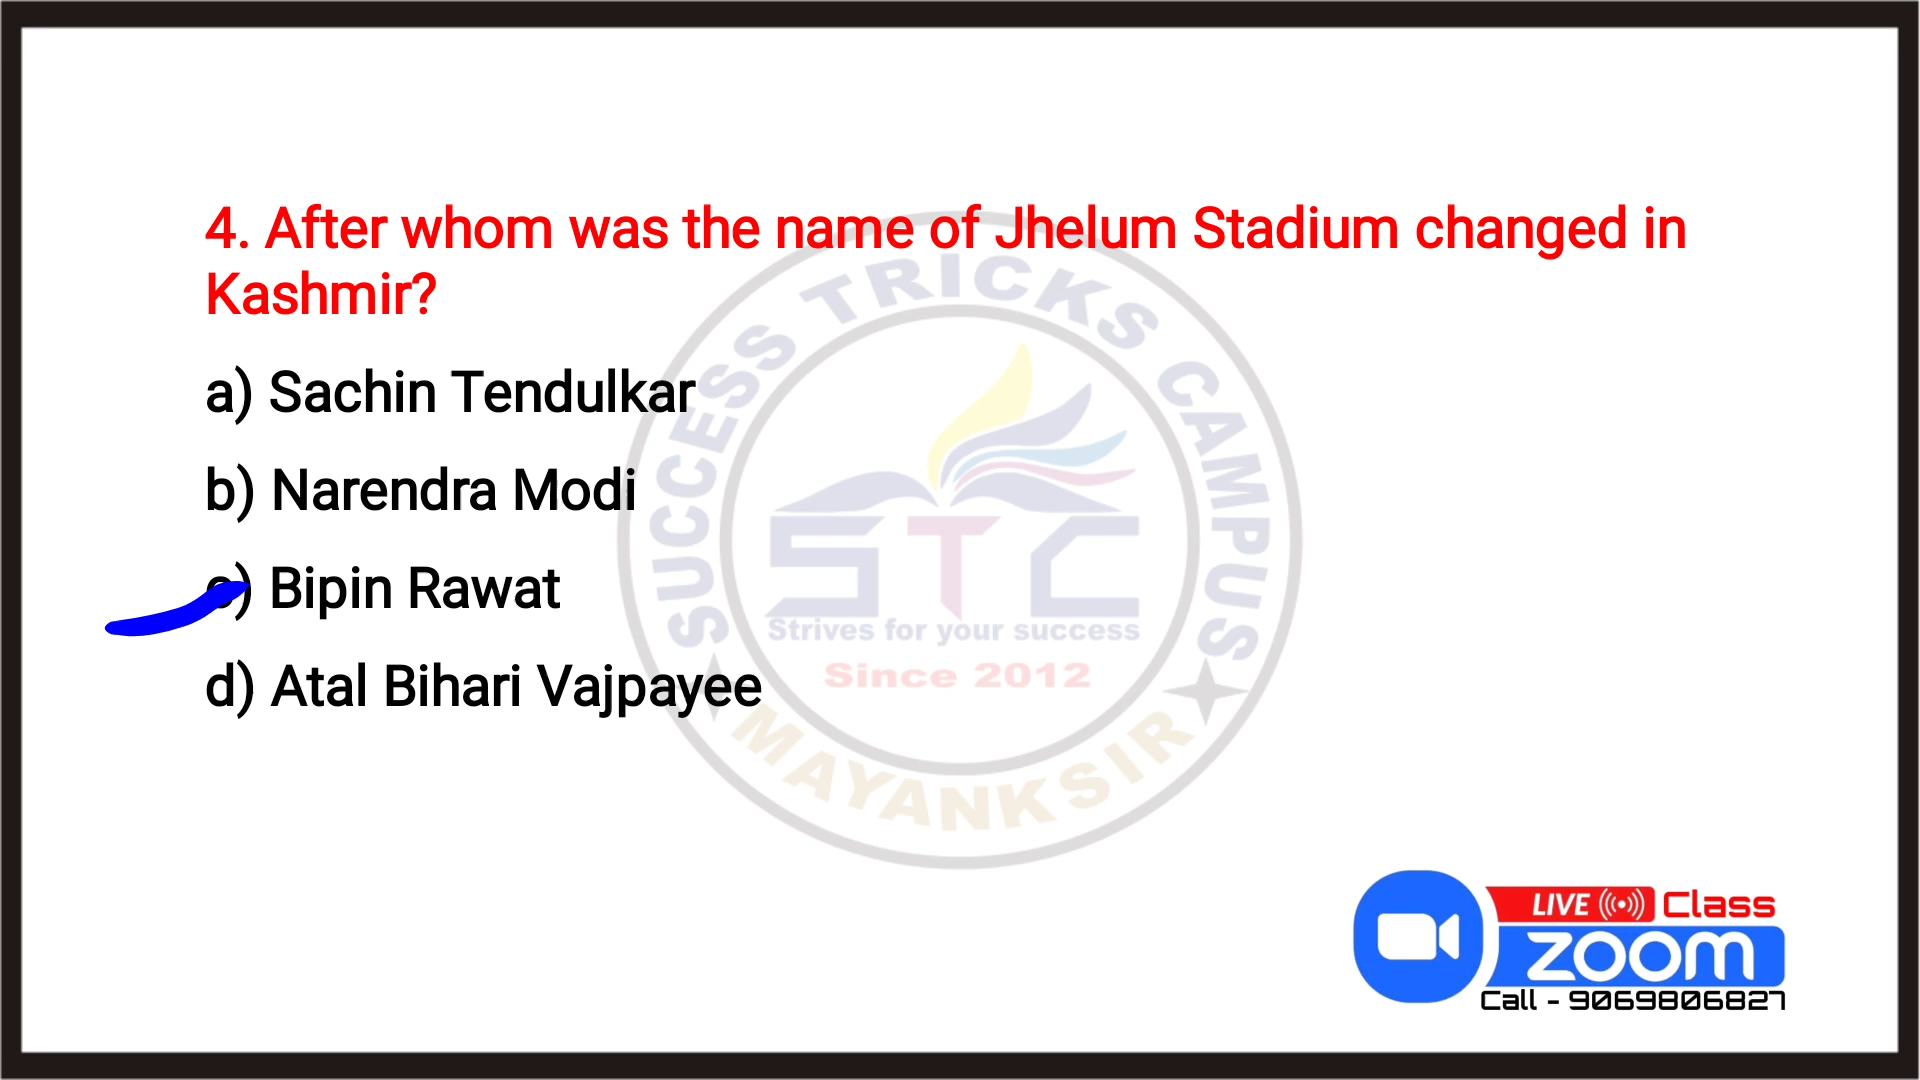 4. After whom was the name of Jhelum Stadium changed in
Kashmir?
a) Sachin Tendulkar
b) Narendra Modi
c) Bipin Rawat
d) Atal Bihari Vajpayee
SUCCESS TRICKS CAMPUS
STC
Strives for your success
Since 2012
MAYANKSIR
LIVE Class
zoom
Call - 9069806827